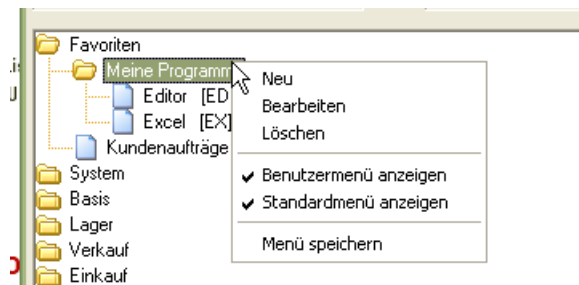 Favoriten
Meine Programm
Editor [ED
Excel [EX]
Kundenaufträge
System
Basis
Lager
Verkauf
Einkauf
Neu
Bearbeiten
Löschen
Benutzermenü anzeigen
Standardmenü anzeigen
Menü speichern